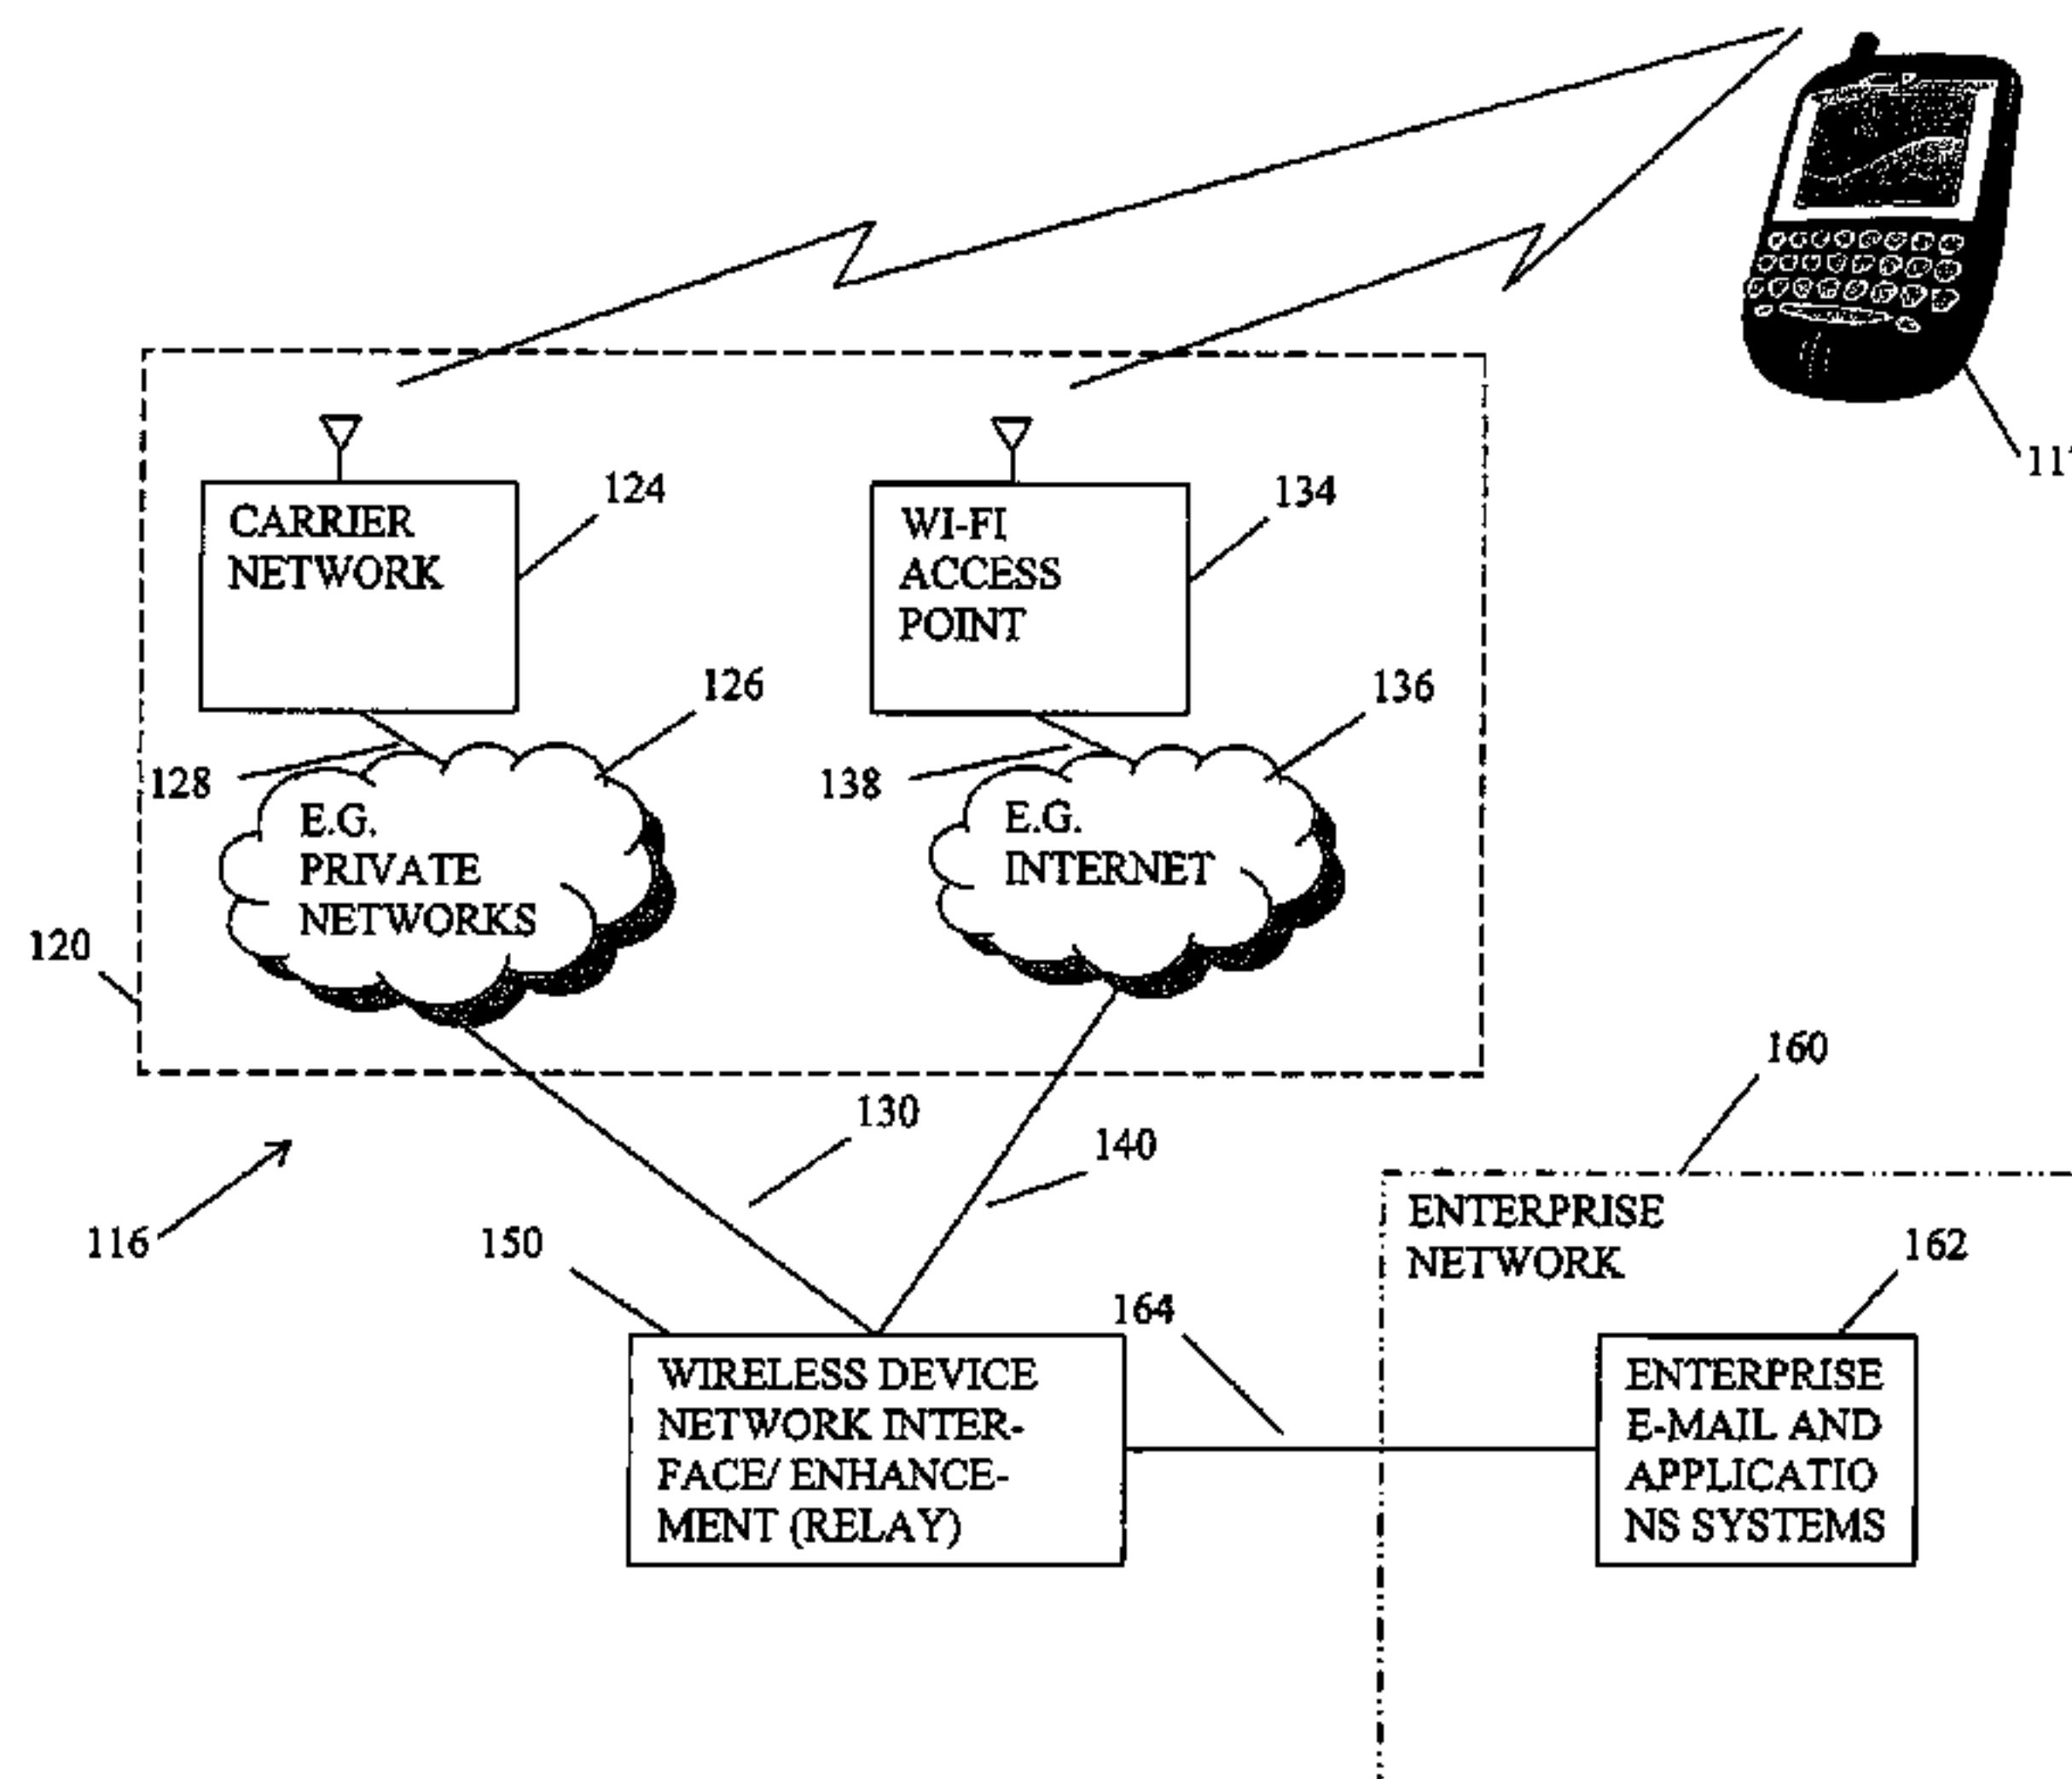 124
CARRIER
NETWORK
134
WI-FI
ACCESS
POINT
126
136
128
138
E.G.
PRIVATE
NETWORKS
E.G.
INTERNET
120
160
130
140
116
150
ENTERPRISE
NETWORK
162
164
WIRELESS DEVICE
NETWORK INTER-
FACE/ ENHANCE-
MENT (RELAY)
ENTERPRISE
E-MAIL AND
APPLICATIO
NS SYSTEMS